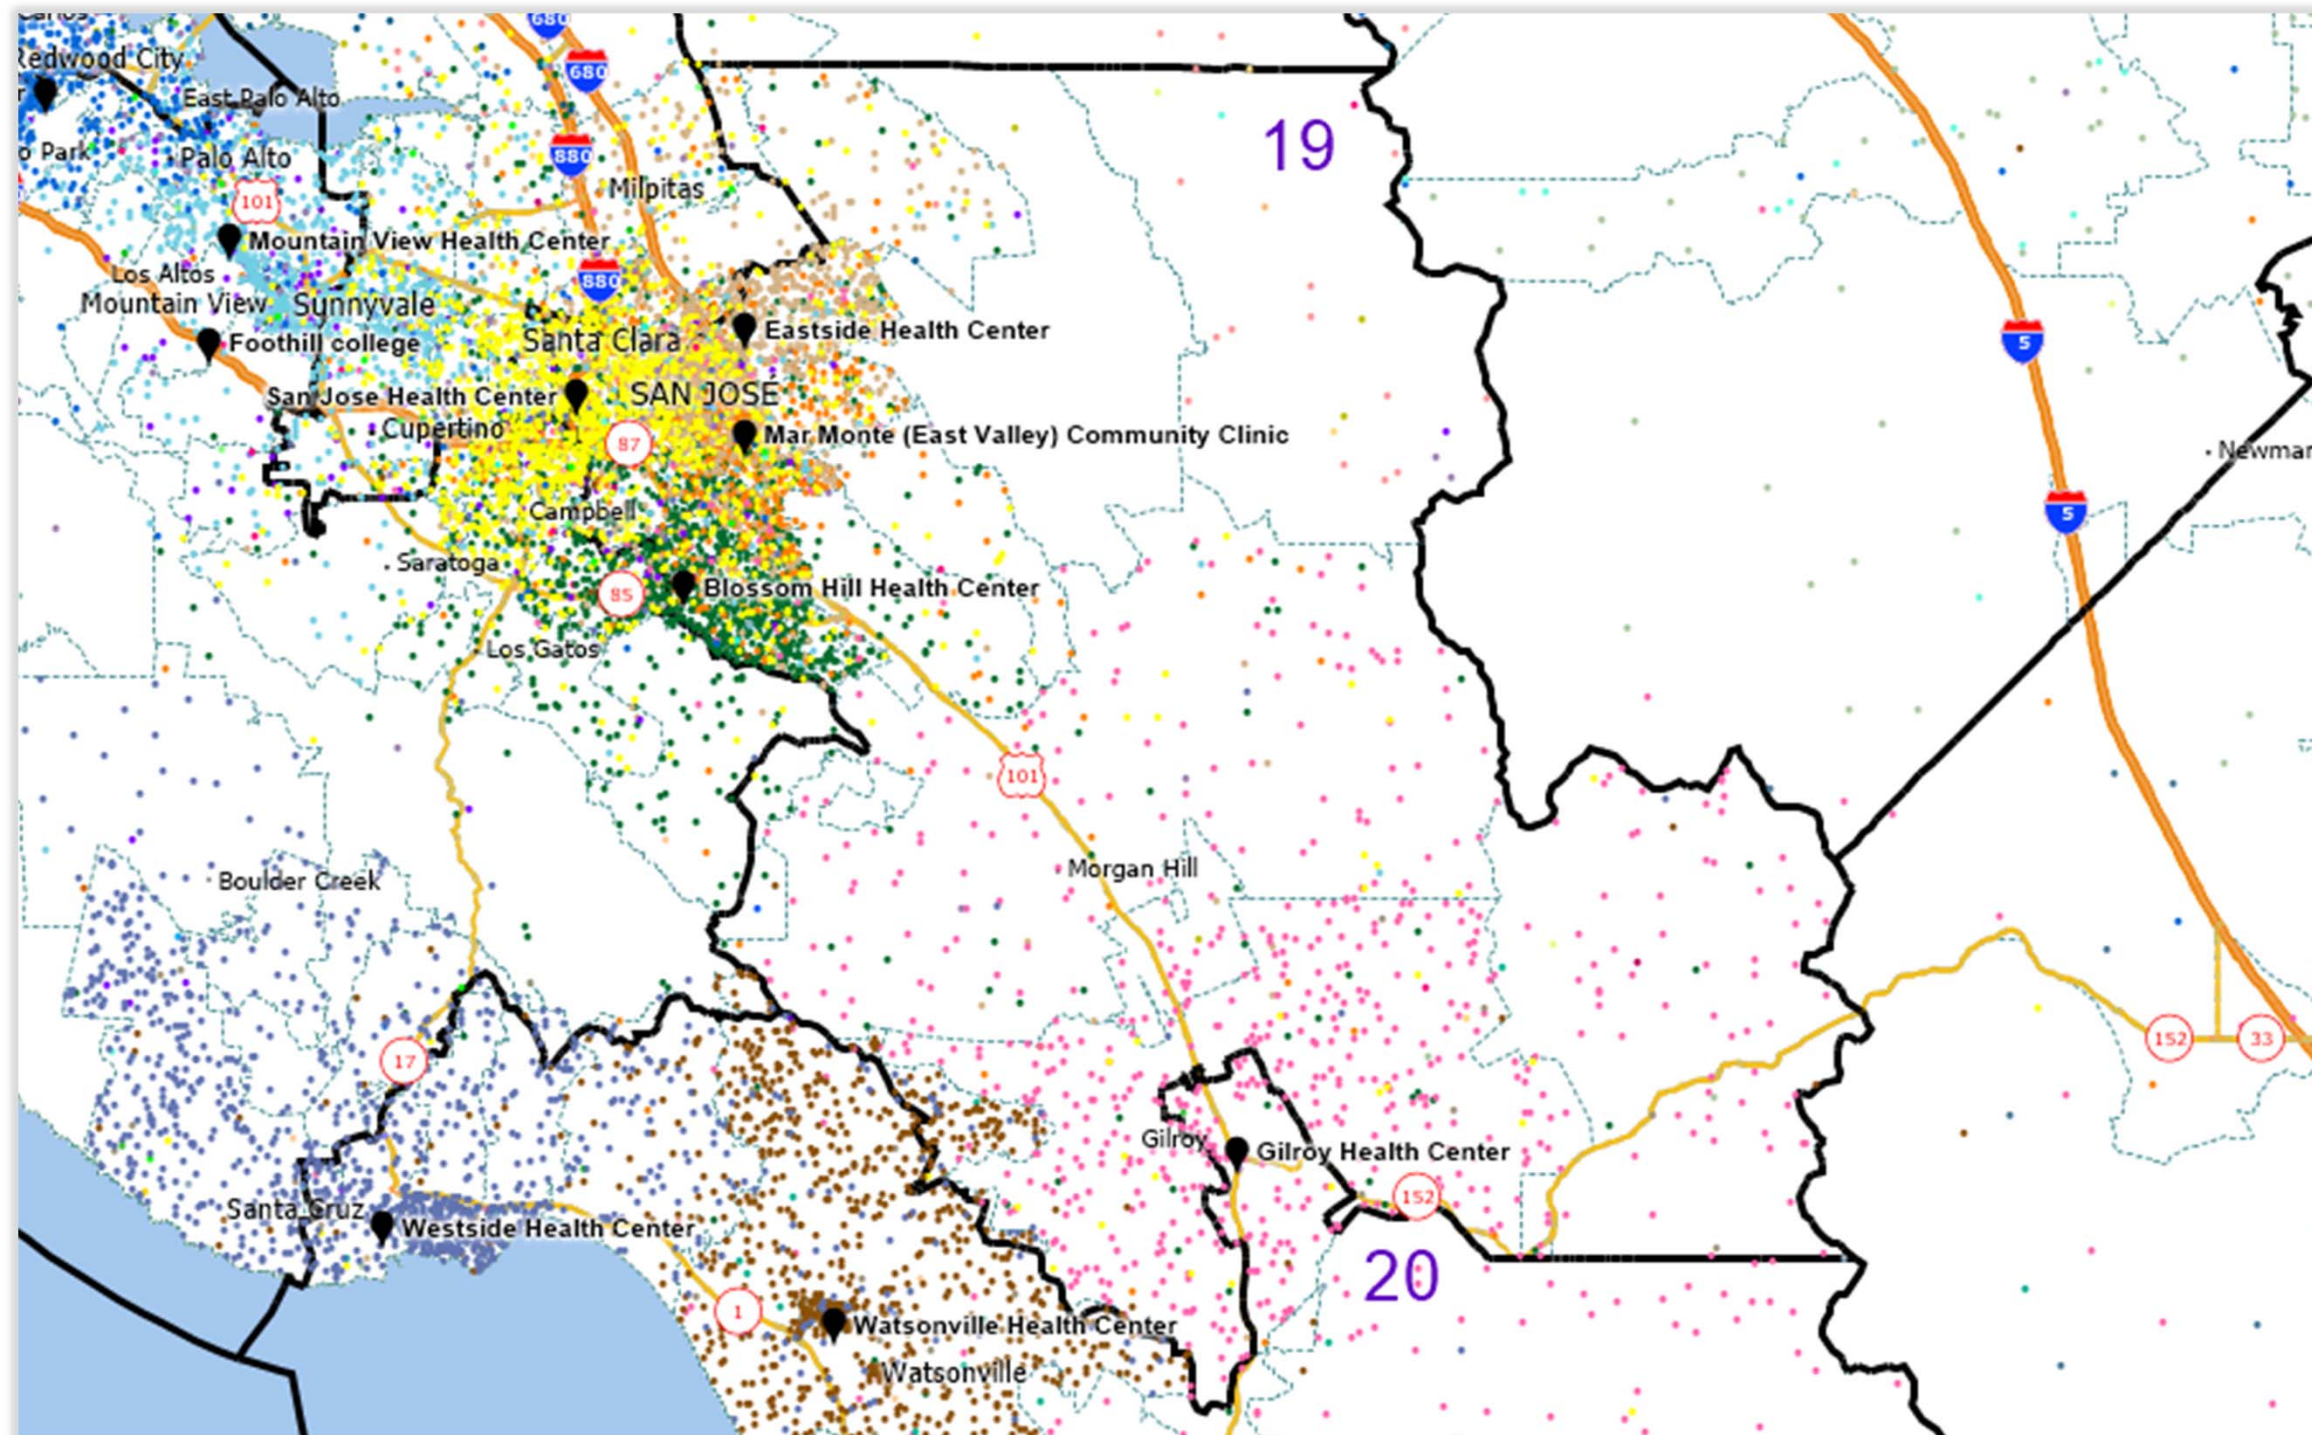 680
Redwood City
680
East Palo Alto
880
o Park
Palo Alto
19
Milpitas
101
Mountain View Health Center
Los Altos
880
Mountain View
Sunnyvale
Santa Clara
Eastside Health Center
5
Foothill college
San Jose Health Center
SAN JOSE
Cupertino
87
Mar Monte (East Valley) Community Clinic
Newmar
Campbell
5
Saratoga
85
Blossom Hill Health Center
Los Gatos
101
Morgan Hill
Boulder Creek
17
152
33
Gilroy
Gilroy Health Center
152
Santa Cruz
Westside Health Center
20
1
Watsonville Health Center
Watsonville